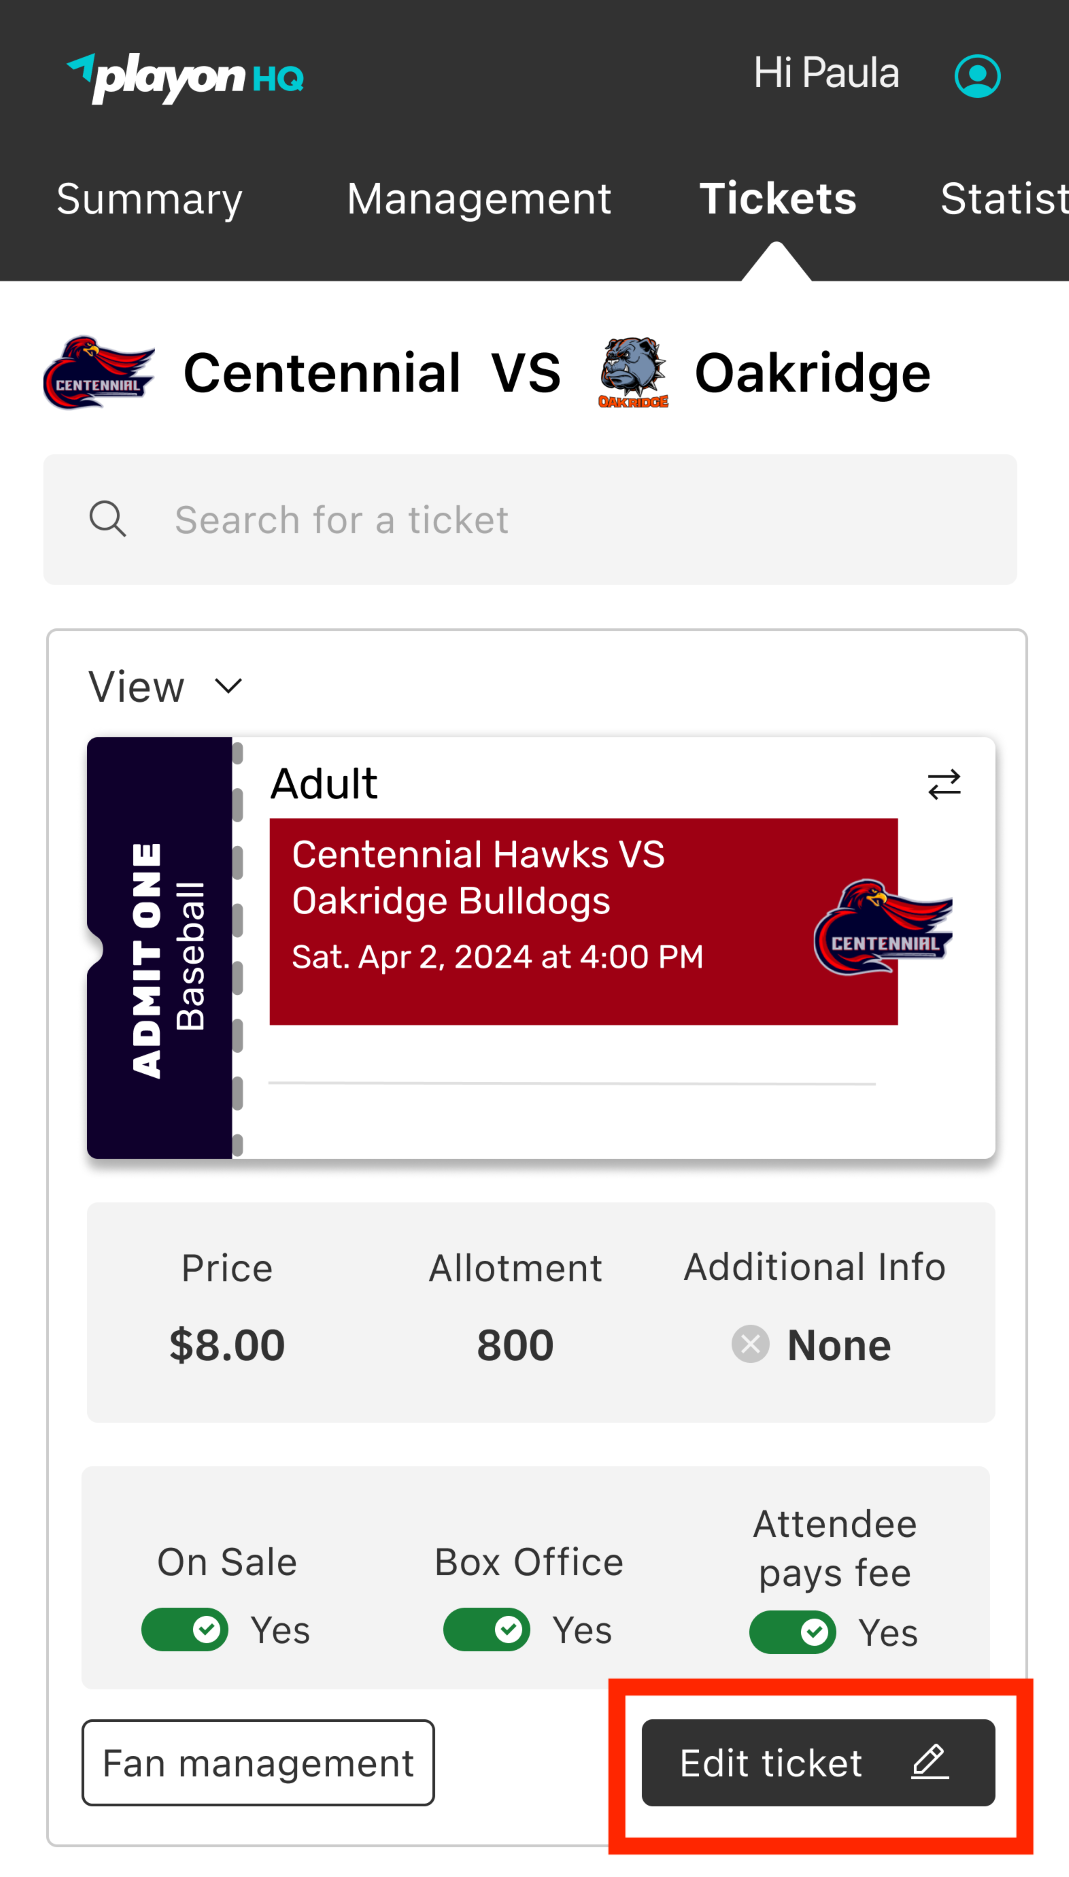 playon HQ
Hi Paula
Summary Management Tickets Statist
CENTENNIAL Centennial VS OAKRIDGE Oakridge
Search for a ticket
View
ADMIT ONE
Baseball
Adult
Centennial Hawks VS
Oakridge Bulldogs
Sat. Apr 2, 2024 at 4:00 PM
CENTENNIAL
Price Allotment Additional Info
$8.00 800 None
On Sale Box Office Attendee
pays fee
Yes Yes Yes
Fan management Edit ticket